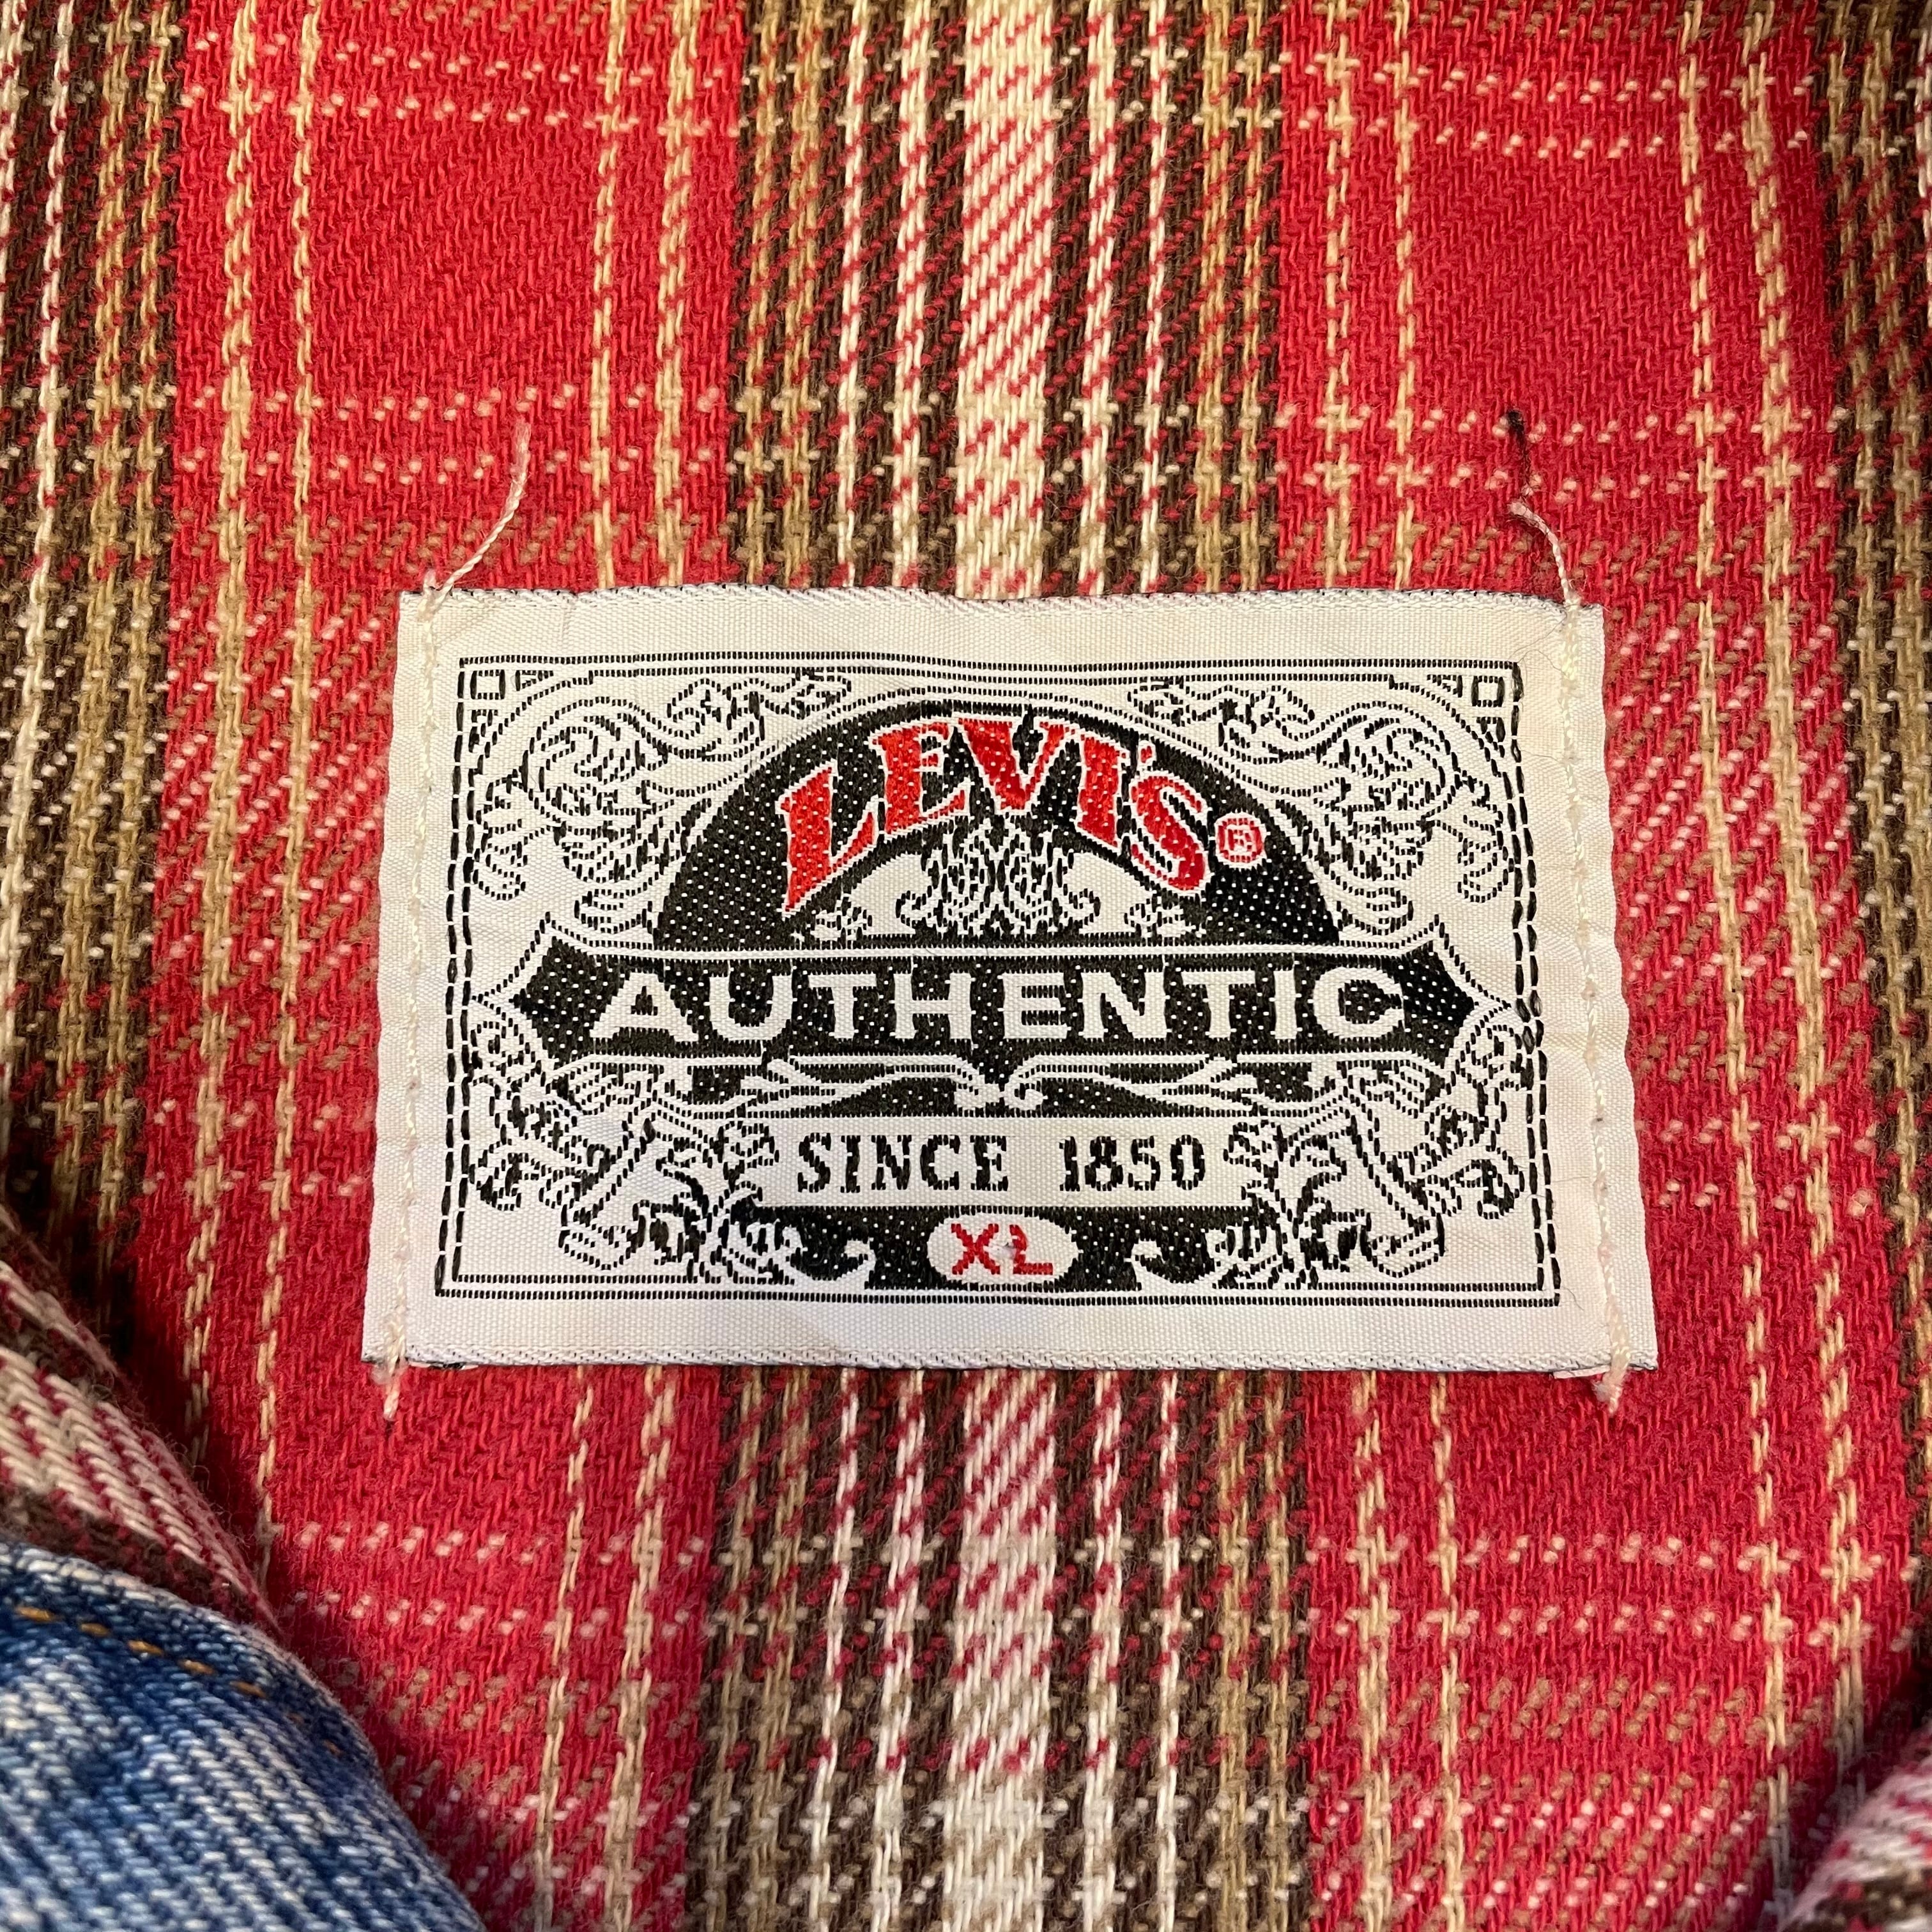 LEVI'S®
AUTHENTIC
SINCE 1850
XL